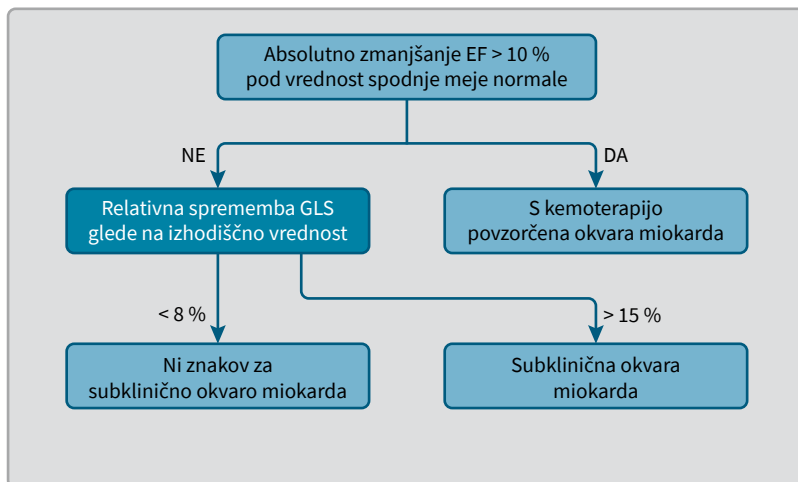 Absolutno zmanjšanje EF > 10 %
pod vrednost spodnje meje normale
NE
DA
Relativna sprememba GLS
glede na izhodiščno vrednost
S kemoterapijo
povzorčena okvara miokarda
< 8 %
> 15 %
Ni znakov za
subklinično okvaro miokarda
Subklinična okvara
miokarda